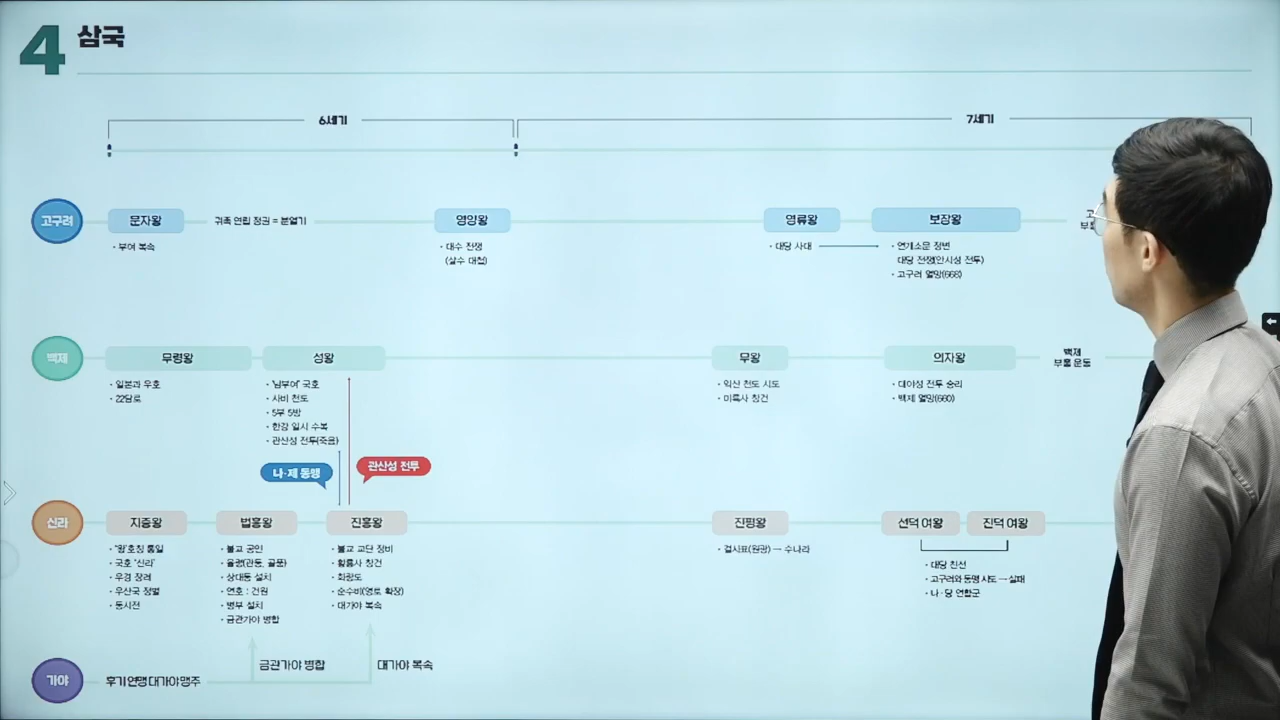 4 삼국
6세기
7세기
고구려
문자왕
귀족 연립 정권 = 분열기
영양왕
영류왕
보장왕
· 부여 복속
· 대수 전쟁
(살수 대첩)
· 대당 사대
· 연개소문 정변
대당 전쟁(안시성 전투)
· 고구려 멸망(668)
백제
무령왕
성왕
무왕
의자왕
백제
부흥 운동
· 일본과 우호
· 22담로
· '남부여' 국호
· 사비 천도
· 5부 5방
· 한강 일시 수복
· 관산성 전투(죽음)
· 익산 천도 시도
· 미륵사 창건
· 대야성 전투 승리
· 백제 멸망(660)
나·제 동맹
관산성 전투
신라
지증왕
법흥왕
진흥왕
진평왕
선덕 여왕
진덕 여왕
· '왕'호칭 통일
· 국호 '신라'
· 우경 장려
· 우산국 정벌
· 동시전
· 불교 공인
· 율령(관등, 골품)
· 상대등 설치
· 연호 : 건원
· 병부 설치
· 금관가야 병합
· 불교 교단 정비
· 황룡사 창건
· 화랑도
· 순수비(영토 확장)
· 대가야 복속
· 걸사표(원광) → 수나라
· 대당 친선
· 고구려와 동맹 시도 → 실패
· 나·당 연합군
가야
후기 연맹 대가야 맹주
금관가야 병합
대가야 복속